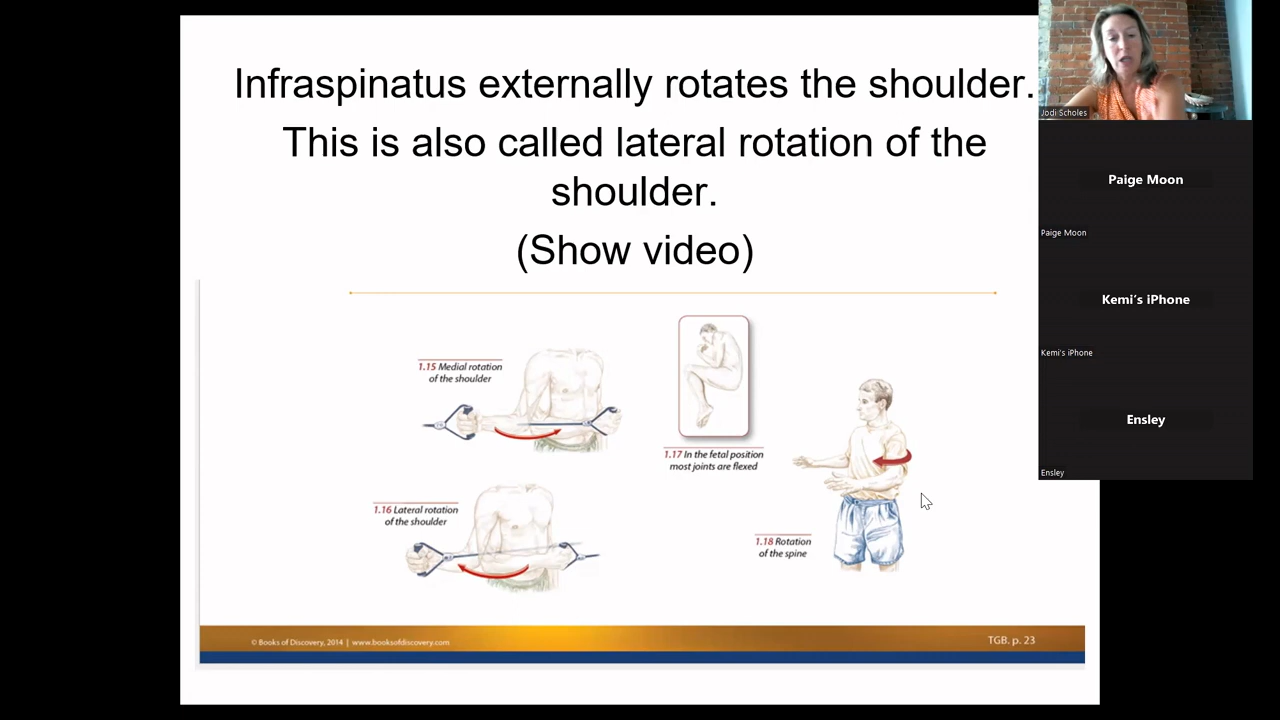 Infraspinatus externally rotates the shoulder.
This is also called lateral rotation of the
shoulder.
(Show video)
1.15 Medial rotation
of the shoulder
1.17 In the fetal position
most joints are flexed
1.16 Lateral rotation
of the shoulder
1.18 Rotation
of the spine
© Books of Discovery, 2014 | www.booksofdiscovery.com
TGB. p. 23
Jodi Scholes
Paige Moon
Paige Moon
Kemi's iPhone
Kemi's iPhone
Ensley
Ensley